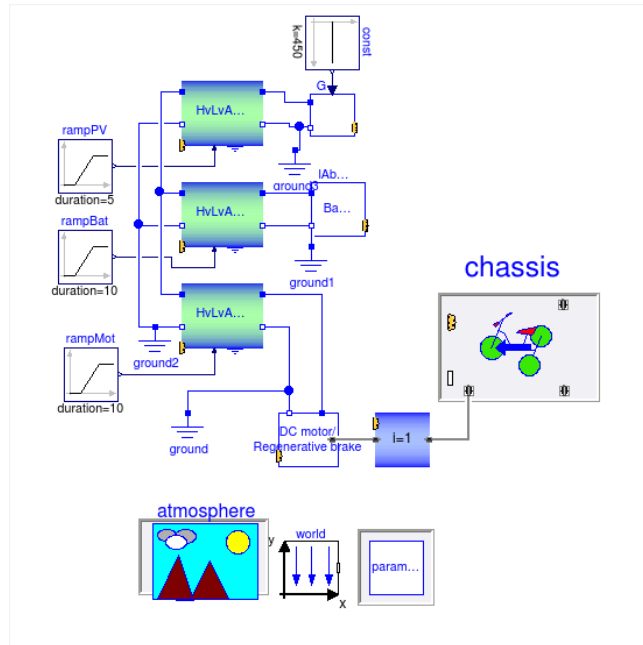 const
k=450
G
HvLvA...
rampPV
duration=5
ground3
IAb...
HvLvA...
Ba...
rampBat
duration=10
ground1
chassis
HvLvA...
rampMot
ground2
duration=10
ground
DC motor/
Regenerative brake
i=1
atmosphere
world
y
x
param...